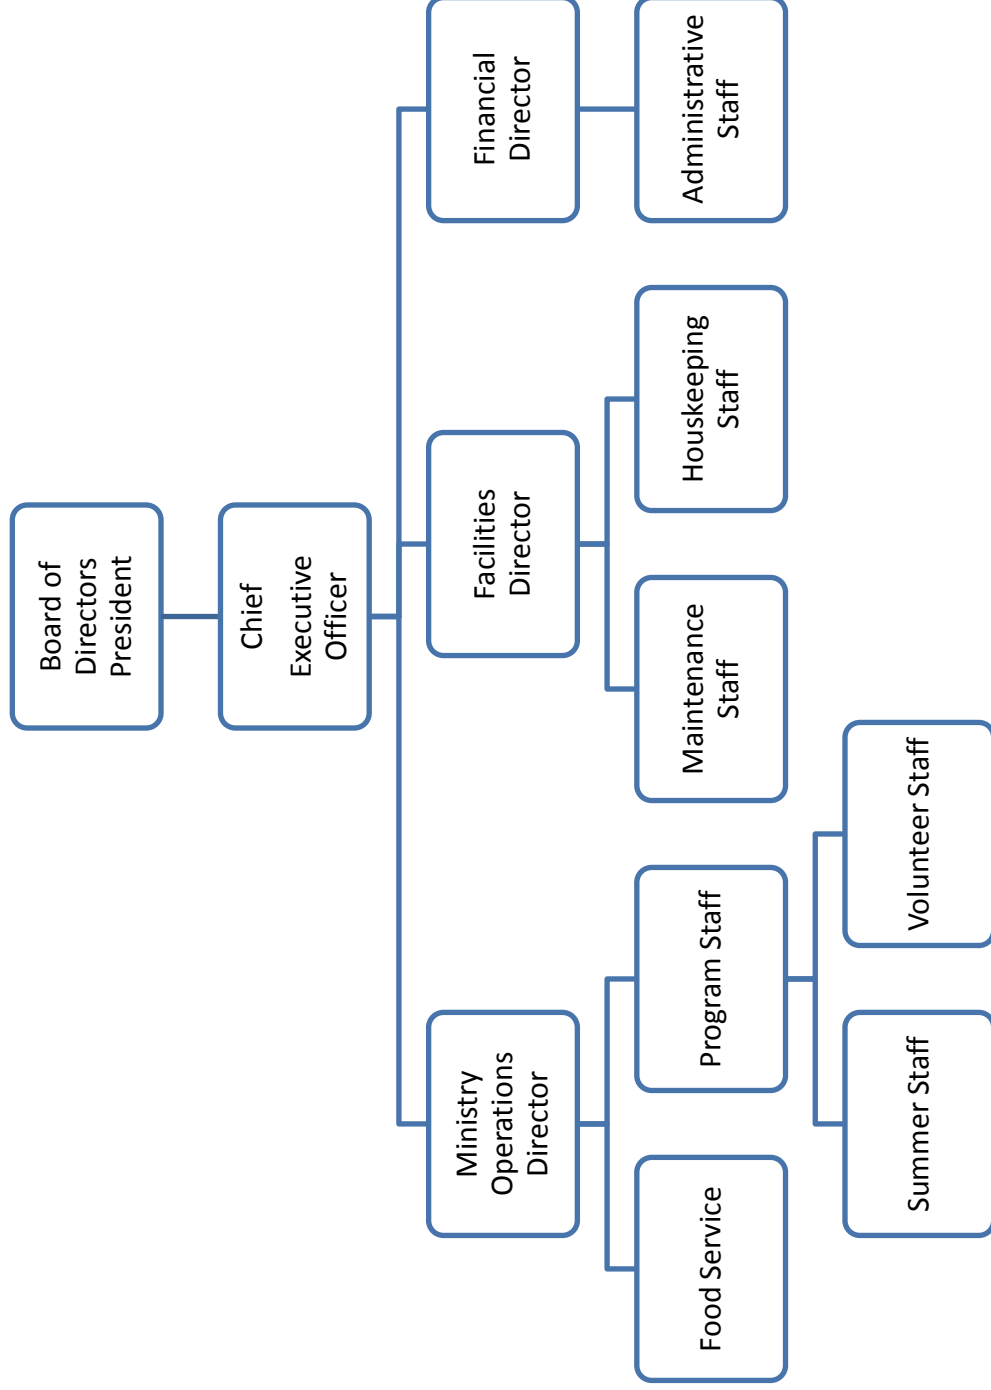 Board of
Directors
President
Chief
Executive
Officer
Ministry
Operations
Director
Facilities
Director
Financial
Director
Food Service
Program Staff
Maintenance
Staff
Houskeeping
Staff
Administrative
Staff
Summer Staff
Volunteer Staff